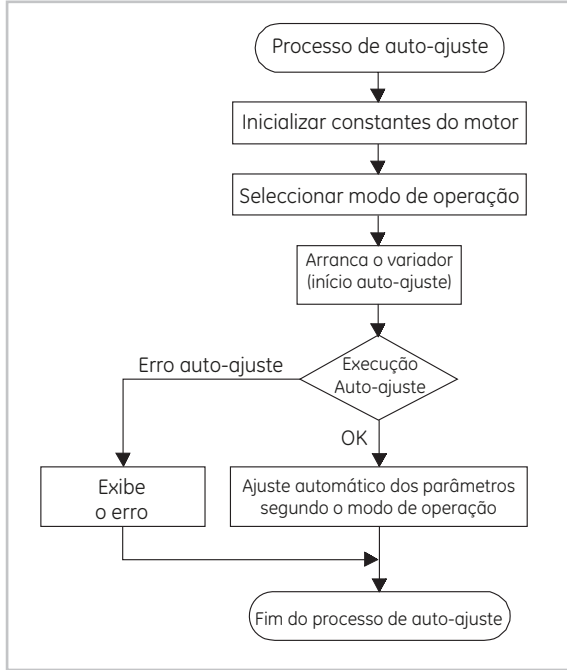 Processo de auto-ajuste
Inicializar constantes do motor
Seleccionar modo de operação
Arranca o variador
(início auto-ajuste)
Erro auto-ajuste
Execução
Auto-ajuste
OK
Exibe
o erro
Ajuste automático dos parâmetros
segundo o modo de operação
Fim do processo de auto-ajuste